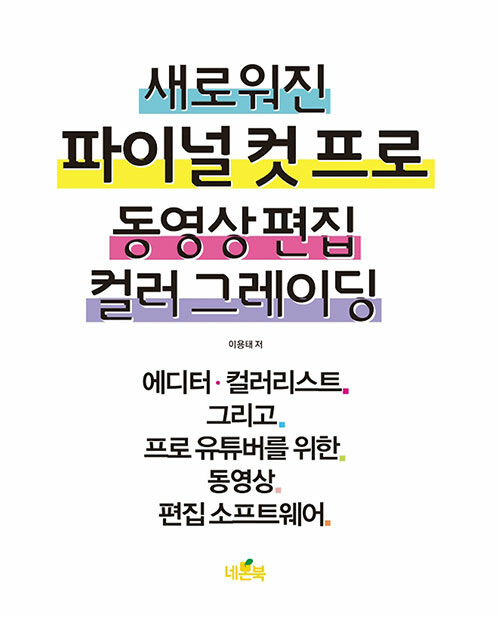 새로워진
파이널 컷 프로
동영상 편집
컬러 그레이딩
이용태 저
에디터 · 컬러리스트.
그리고.
프로 유튜버를 위한.
동영상.
편집 소프트웨어.
네몬북